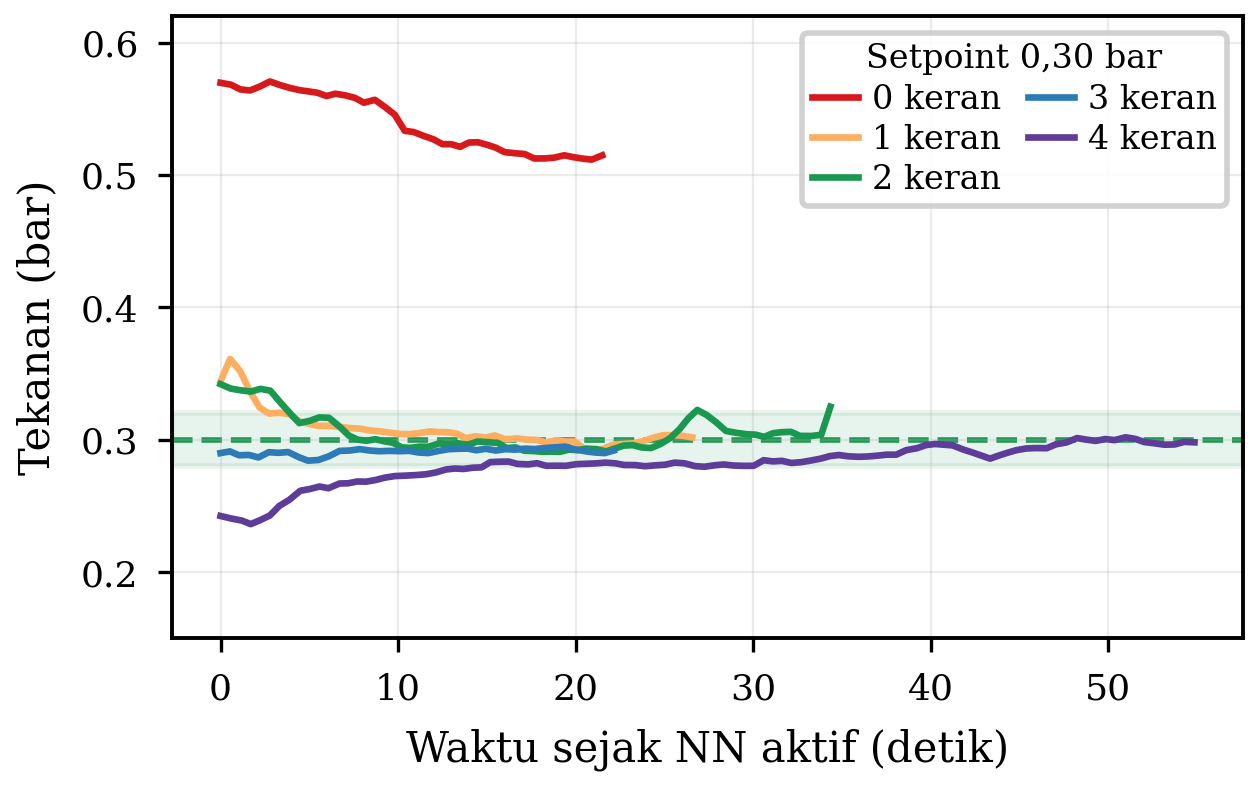 Setpoint 0,30 bar
0 keran
1 keran
2 keran
3 keran
4 keran
Tekanan (bar)
0.6
0.5
0.4
0.3
0.2
0 10 20 30 40 50
Waktu sejak NN aktif (detik)